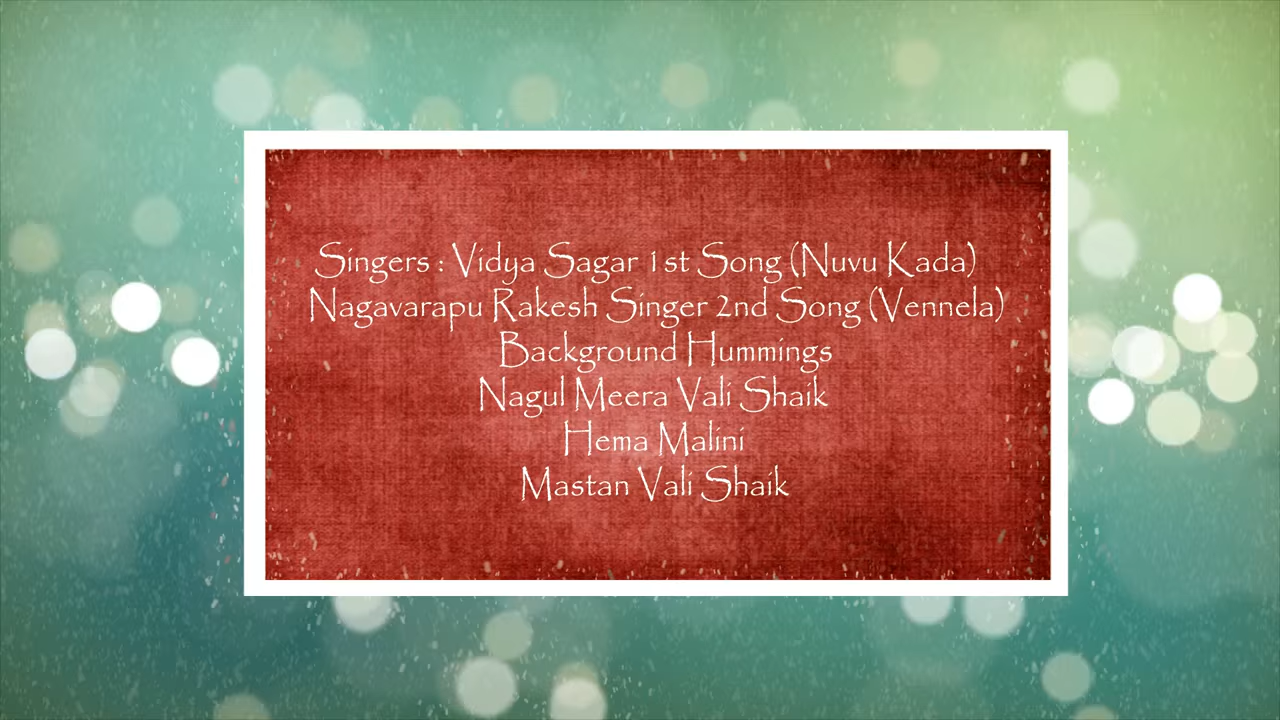 Singers : Vidya Sagar 1st Song (Nuvu Kada)
Nagavarapu Rakesh Singer 2nd Song (Vennela)
Background Hummings
Nagul Meera Vali Shaik
Hema Malini
Mastan Vali Shaik